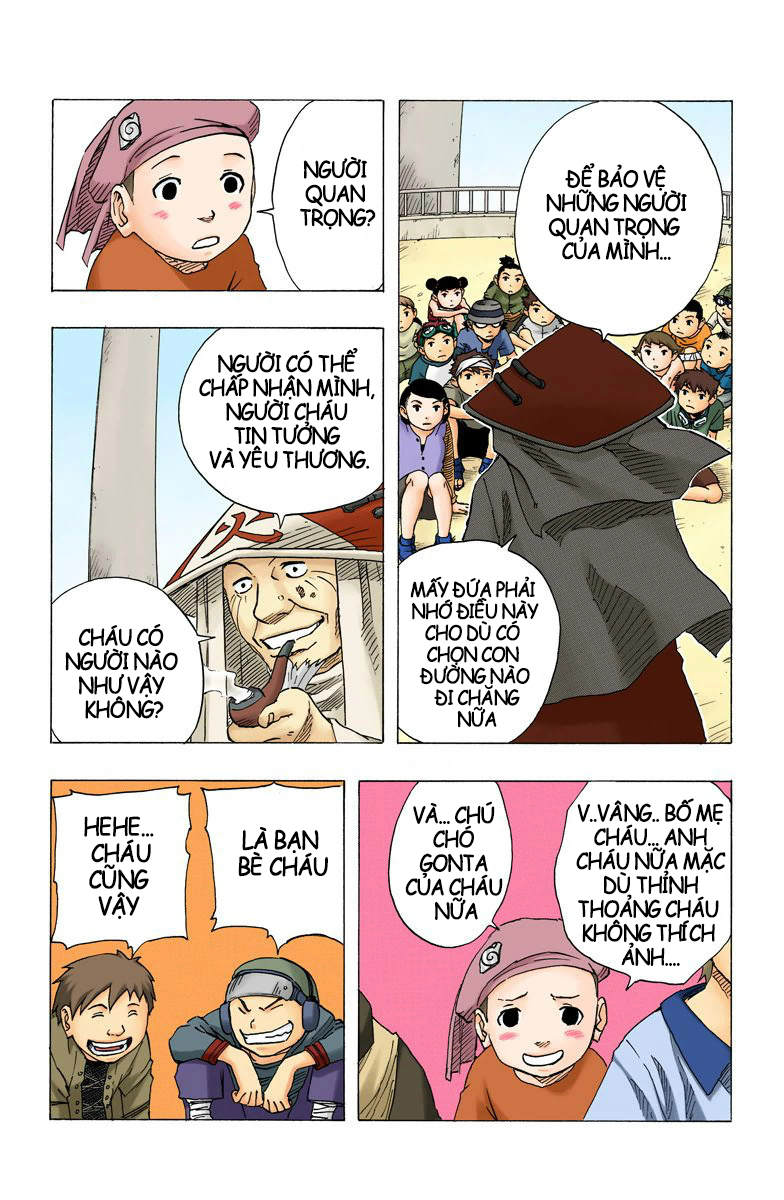 ĐỂ BẢO VỆ
NHỮNG NGƯỜI
QUAN TRỌNG
CỦA MÌNH...
MẤY ĐỨA PHẢI
NHỚ ĐIỀU NÀY
CHO DÙ CÓ
CHỌN CON
ĐƯỜNG NÀO
ĐI CHĂNG
NỮA
NGƯỜI
QUAN
TRỌNG?
NGƯỜI CÓ THỂ
CHẤP NHẬN MÌNH,
NGƯỜI CHÁU
TIN TƯỞNG
VÀ YÊU THƯƠNG.
火
CHÁU CÓ
NGƯỜI NÀO
NHƯ VẬY
KHÔNG?
V..VÂNG.. BỐ MẸ
CHÁU... ANH
CHÁU NỮA MẶC
DÙ THỈNH
THOẢNG CHÁU
KHÔNG THÍCH
ẢNH....
VÀ... CHÚ
CHÓ
GONTA
CỦA CHÁU
NỮA
LÀ BẠN
BÈ CHÁU
HEHE...
CHÁU
CŨNG
VẬY